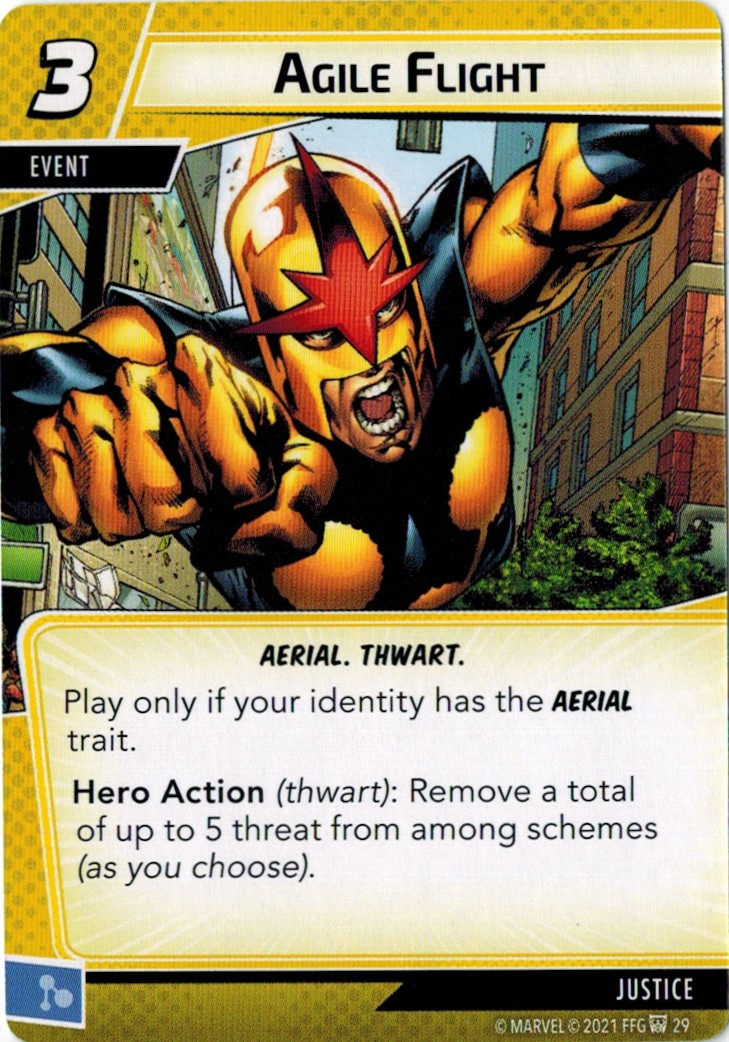 3
AGILE FLIGHT
EVENT
AERIAL. THWART.
Play only if your identity has the AERIAL
trait.
Hero Action (thwart): Remove a total
of up to 5 threat from among schemes
(as you choose).
JUSTICE
© MARVEL © 2021 FFG 29